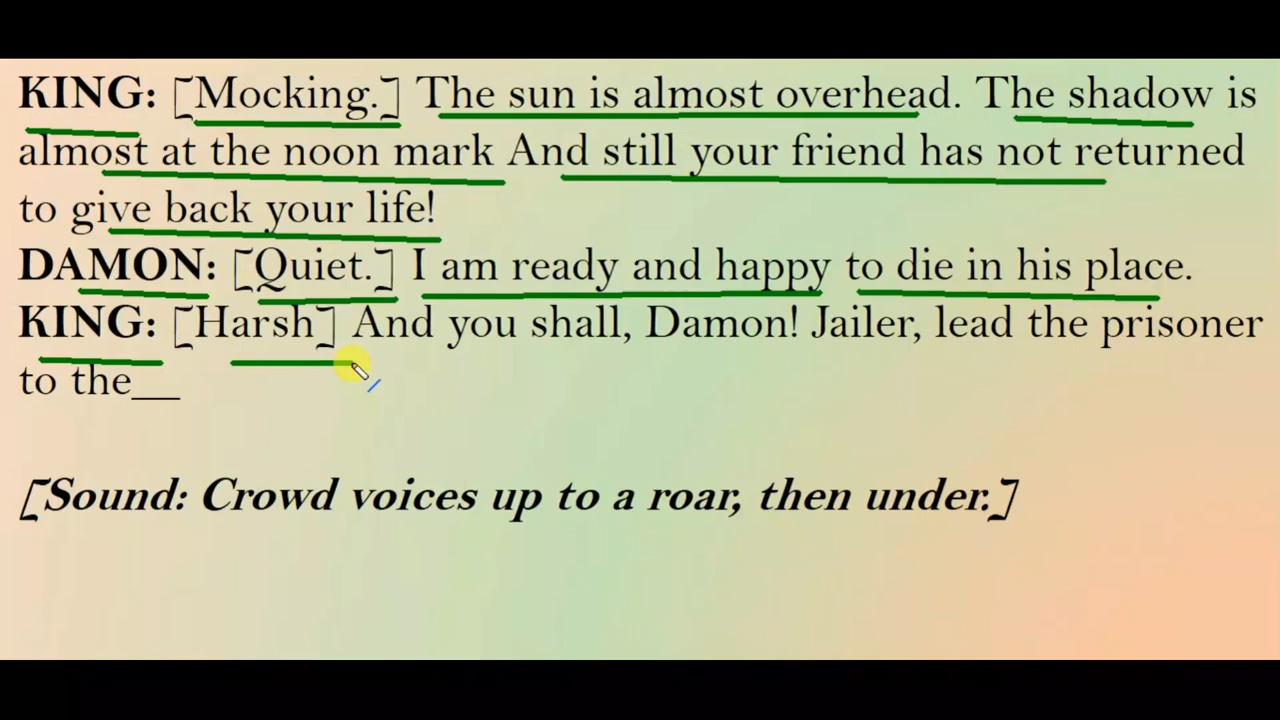 KING: [Mocking.] The sun is almost overhead. The shadow is
almost at the noon mark And still your friend has not returned
to give back your life!
DAMON: [Quiet.] I am ready and happy to die in his place.
KING: [Harsh] And you shall, Damon! Jailer, lead the prisoner
to the__
[Sound: Crowd voices up to a roar, then under.]